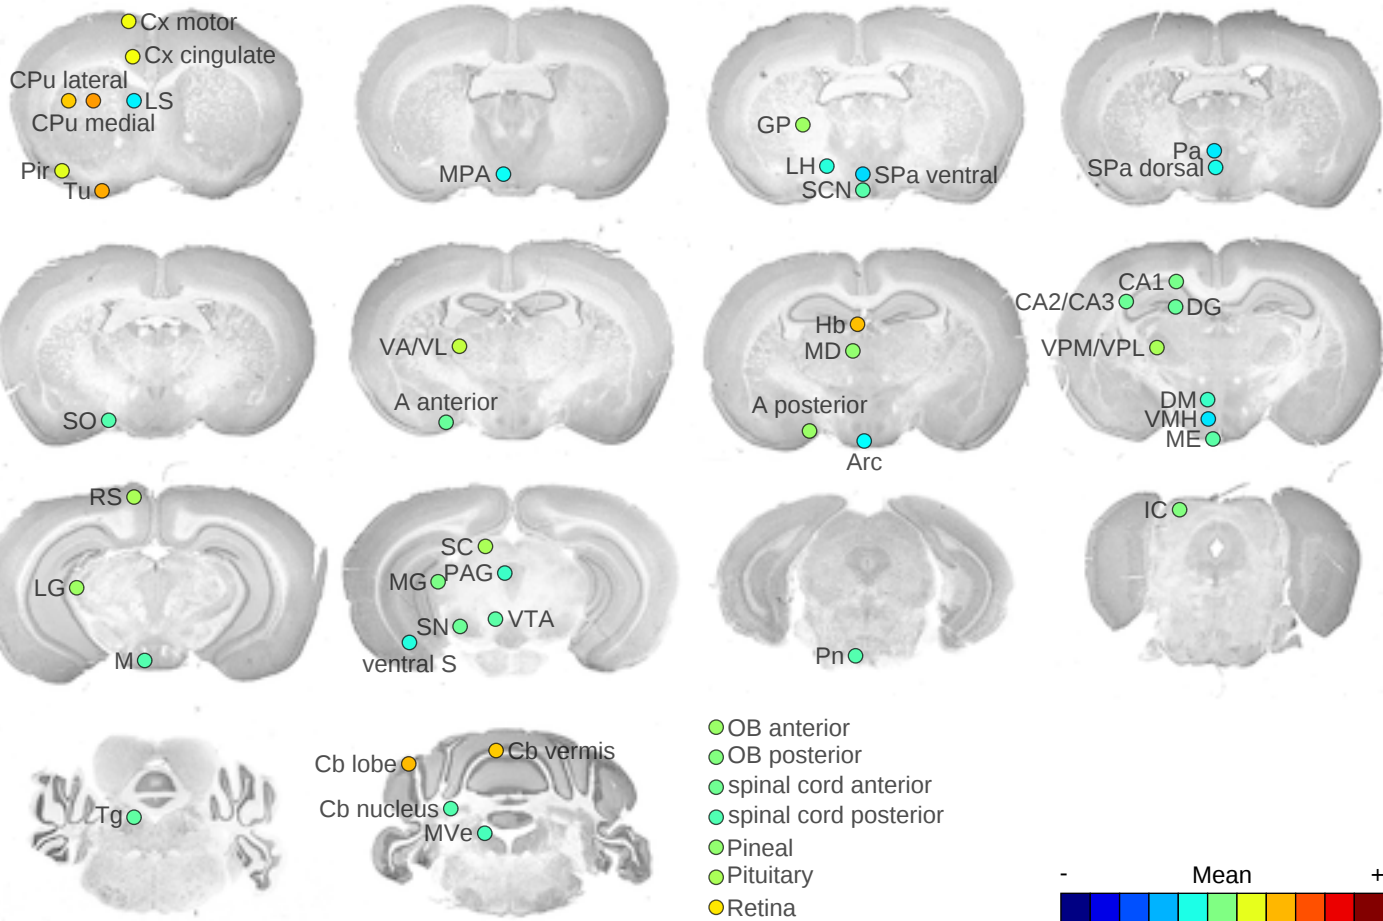 Cx motor
Cx cingulate
CPu lateral
LS
CPu medial
Pir
Tu
MPA
GP
LH
SPa ventral
SCN
Pa
SPa dorsal
SO
VA/VL
A anterior
Hb
MD
A posterior
Arc
CA1
CA2/CA3
DG
VPM/VPL
DM
VMH
ME
RS
LG
M
SC
MG
PAG
SN
VTA
ventral S
Pn
IC
Tg
Cb lobe
Cb vermis
Cb nucleus
MVe
OB anterior
OB posterior
spinal cord anterior
spinal cord posterior
Pineal
Pituitary
Retina
- Mean +